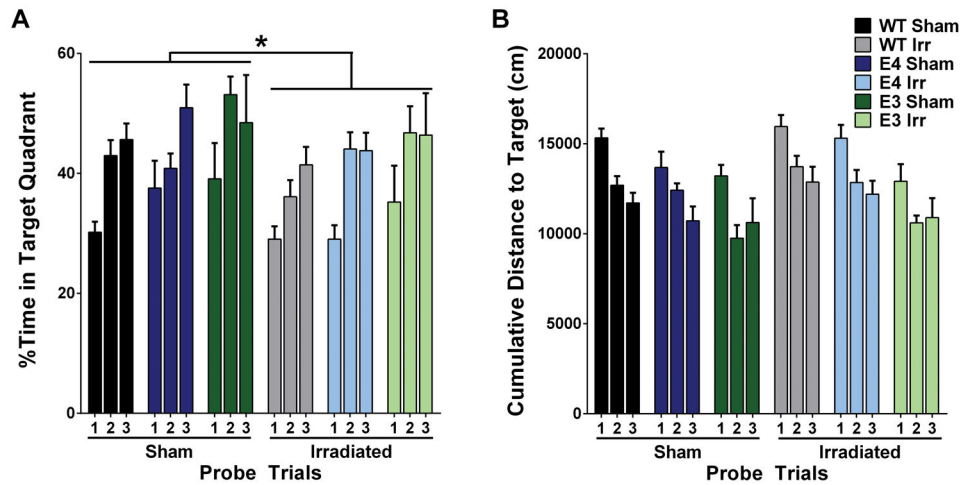 A
%Time in Target Quadrant
60
40
20
0
*
1 2 3 1 2 3 1 2 3 1 2 3 1 2 3 1 2 3
Sham Irradiated
Probe Trials
B
Cumulative Distance to Target (cm)
20000
15000
10000
5000
0
WT Sham
WT Irr
E4 Sham
E4 Irr
E3 Sham
E3 Irr
1 2 3 1 2 3 1 2 3 1 2 3 1 2 3 1 2 3
Sham Irradiated
Probe Trials